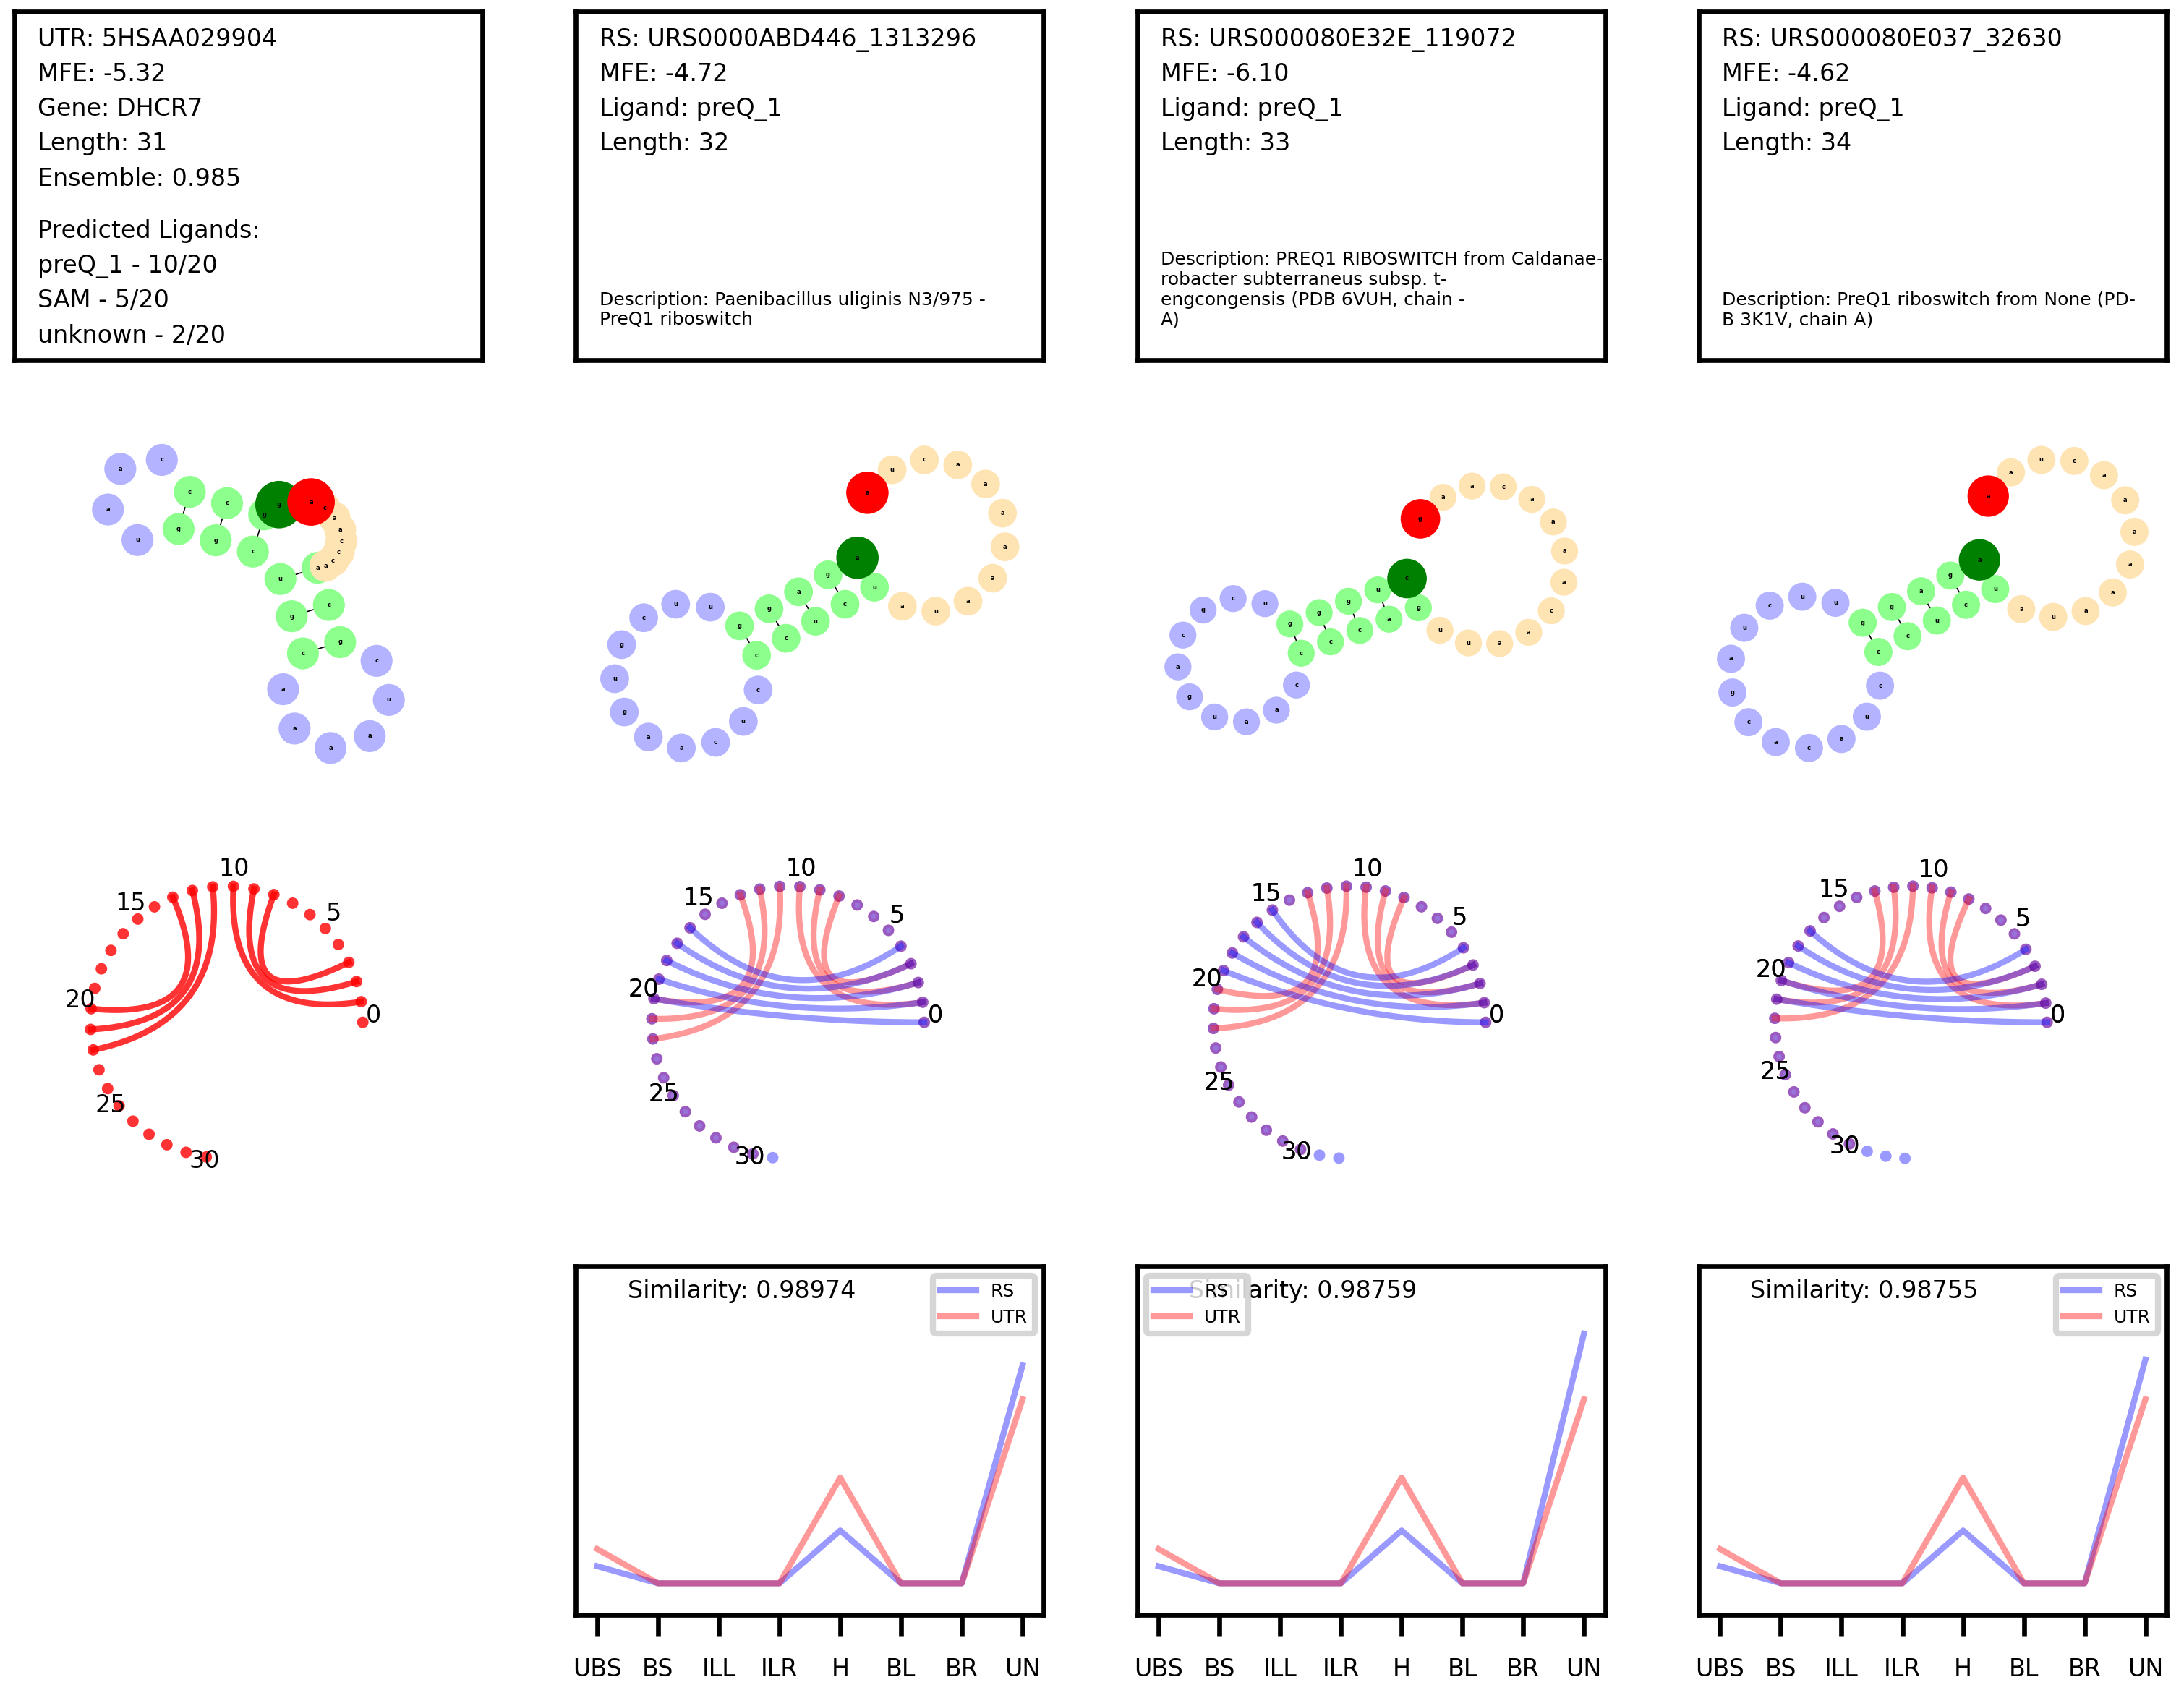 UTR: 5HSAA029904
MFE: -5.32
Gene: DHCR7
Length: 31
Ensemble: 0.985
Predicted Ligands:
preQ_1 - 10/20
SAM - 5/20
unknown - 2/20
RS: URS0000ABD446_1313296
MFE: -4.72
Ligand: preQ_1
Length: 32
Description: Paenibacillus uliginis N3/975 -
PreQ1 riboswitch
RS: URS000080E32E_119072
MFE: -6.10
Ligand: preQ_1
Length: 33
Description: PREQ1 RIBOSWITCH from Caldanae-
robacter subterraneus subsp. t-
engcongensis (PDB 6VUH, chain -
A)
RS: URS000080E037_32630
MFE: -4.62
Ligand: preQ_1
Length: 34
Description: PreQ1 riboswitch from None (PD-
B 3K1V, chain A)
0
5
10
15
20
25
30
0
5
10
15
20
25
30
0
5
10
15
20
25
30
0
5
10
15
20
25
30
Similarity: 0.98974
RS
UTR
UBS BS ILL ILR H BL BR UN
Similarity: 0.98759
RS
UTR
UBS BS ILL ILR H BL BR UN
Similarity: 0.98755
RS
UTR
UBS BS ILL ILR H BL BR UN